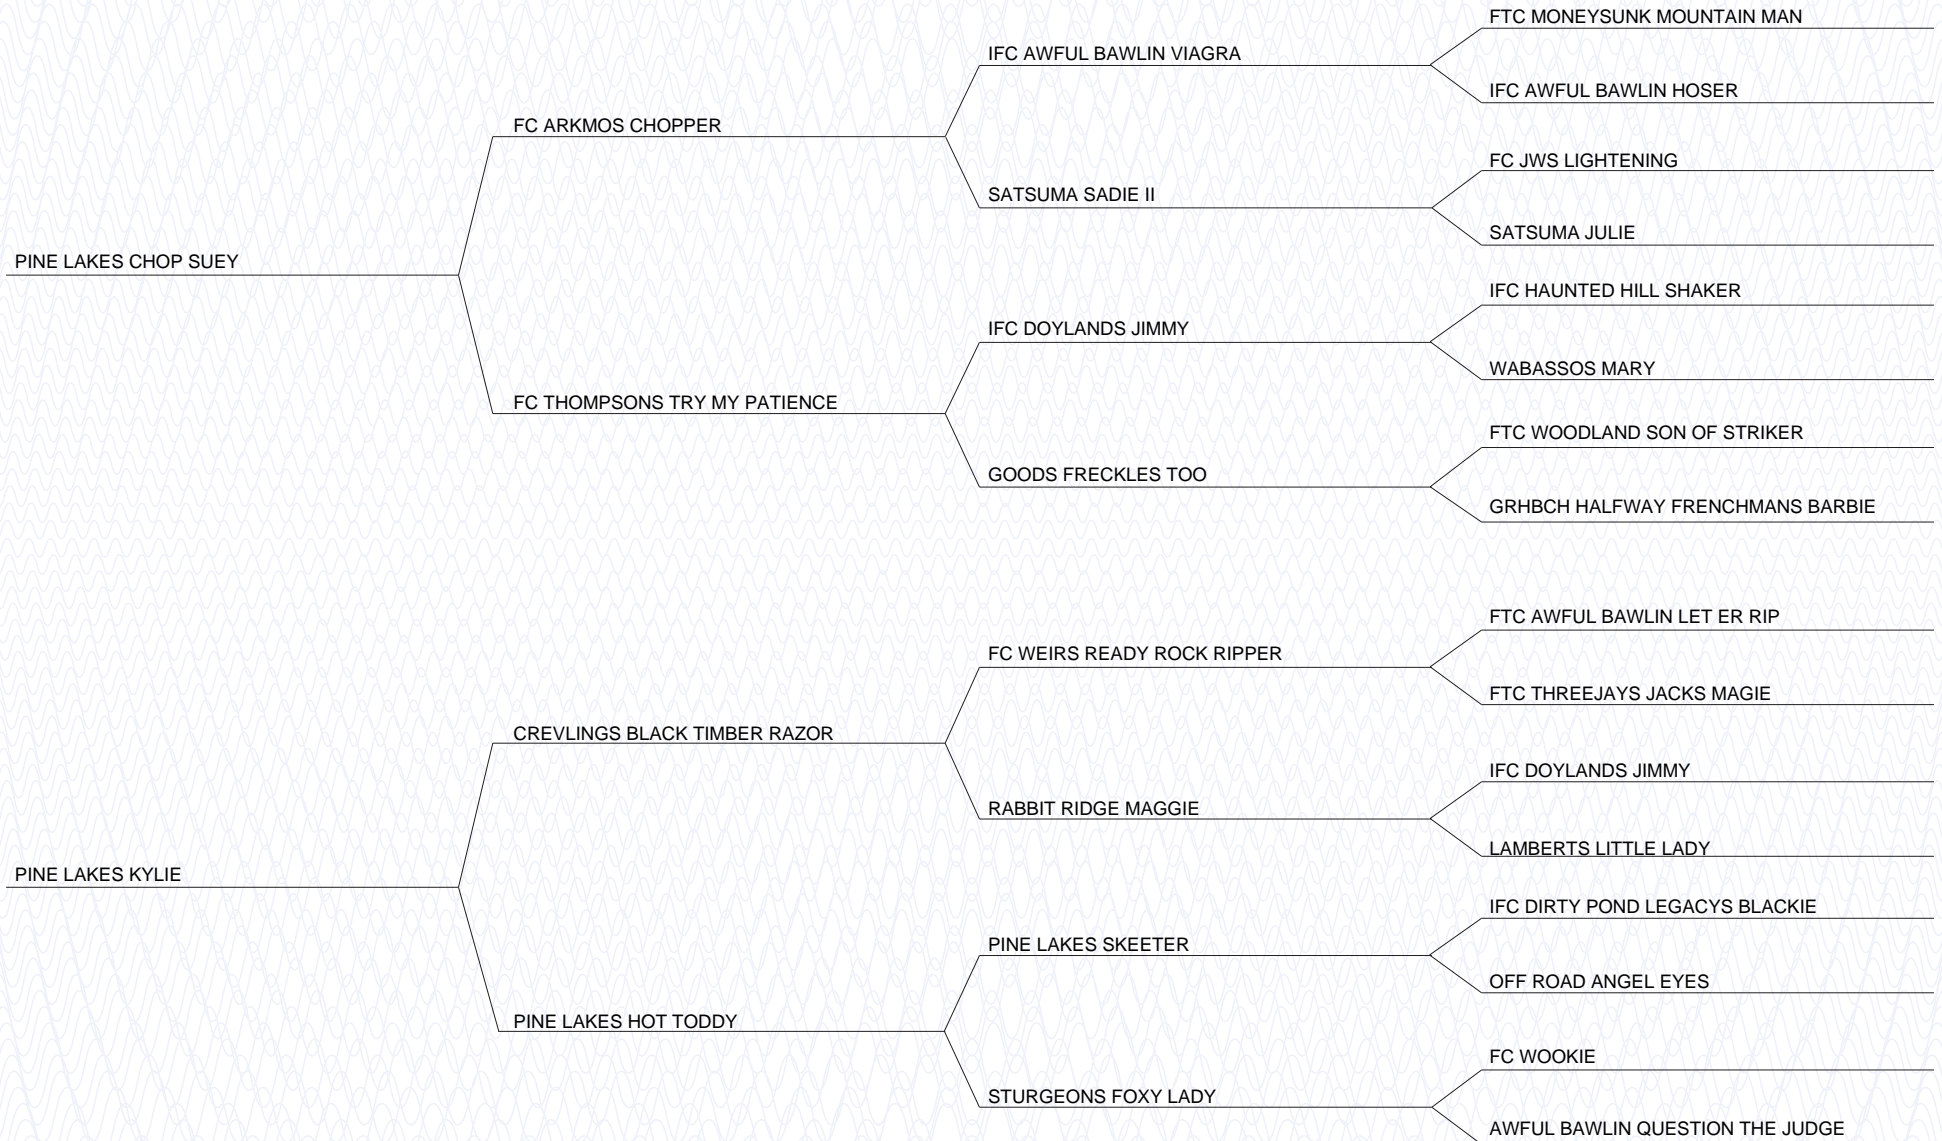 FTC MONEYSUNK MOUNTAIN MAN
IFC AWFUL BAWLIN VIAGRA
IFC AWFUL BAWLIN HOSER
FC ARKMOS CHOPPER
FC JWS LIGHTENING
SATSUMA SADIE II
SATSUMA JULIE
PINE LAKES CHOP SUEY
IFC HAUNTED HILL SHAKER
IFC DOYLANDS JIMMY
WABASSOS MARY
FC THOMPSONS TRY MY PATIENCE
FTC WOODLAND SON OF STRIKER
GOODS FRECKLES TOO
GRHBCH HALFWAY FRENCHMANS BARBIE
FTC AWFUL BAWLIN LET ER RIP
FC WEIRS READY ROCK RIPPER
FTC THREEJAYS JACKS MAGIE
CREVLINGS BLACK TIMBER RAZOR
IFC DOYLANDS JIMMY
RABBIT RIDGE MAGGIE
LAMBERTS LITTLE LADY
PINE LAKES KYLIE
IFC DIRTY POND LEGACYS BLACKIE
PINE LAKES SKEETER
OFF ROAD ANGEL EYES
PINE LAKES HOT TODDY
FC WOOKIE
STURGEONS FOXY LADY
AWFUL BAWLIN QUESTION THE JUDGE